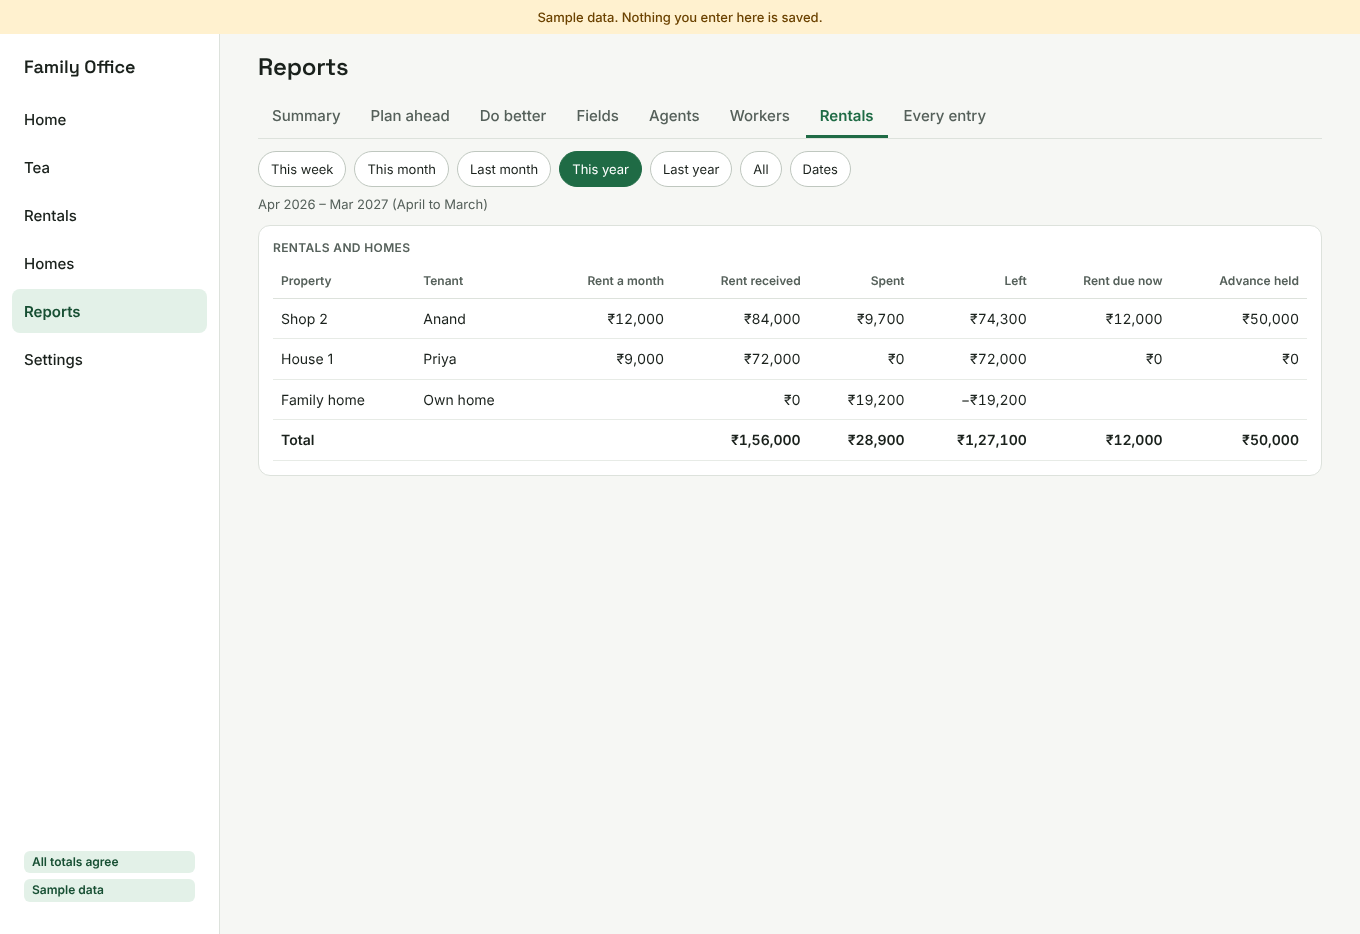 Sample data. Nothing you enter here is saved.
Family Office
Home
Tea
Rentals
Homes
Reports
Settings
All totals agree
Sample data
Reports
Summary Plan ahead Do better Fields Agents Workers Rentals Every entry
This week This month Last month This year Last year All Dates
Apr 2026 – Mar 2027 (April to March)
RENTALS AND HOMES
Property Tenant Rent a month Rent received Spent Left Rent due now Advance held
Shop 2 Anand ₹12,000 ₹84,000 ₹9,700 ₹74,300 ₹12,000 ₹50,000
House 1 Priya ₹9,000 ₹72,000 ₹0 ₹72,000 ₹0 ₹0
Family home Own home ₹0 ₹19,200 –₹19,200
Total ₹1,56,000 ₹28,900 ₹1,27,100 ₹12,000 ₹50,000